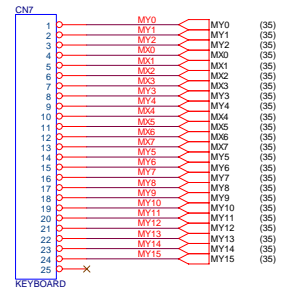 CN7
1 MY0 MY0 (35)
2 MY1 MY1 (35)
3 MY2 MY2 (35)
4 MX0 MX0 (35)
5 MX1 MX1 (35)
6 MX2 MX2 (35)
7 MX3 MX3 (35)
8 MY3 MY3 (35)
9 MY4 MY4 (35)
10 MX4 MX4 (35)
11 MX5 MX5 (35)
12 MX6 MX6 (35)
13 MX7 MX7 (35)
14 MY5 MY5 (35)
15 MY6 MY6 (35)
16 MY7 MY7 (35)
17 MY8 MY8 (35)
18 MY9 MY9 (35)
19 MY10 MY10 (35)
20 MY11 MY11 (35)
21 MY12 MY12 (35)
22 MY13 MY13 (35)
23 MY14 MY14 (35)
24 MY15 MY15 (35)
25
KEYBOARD